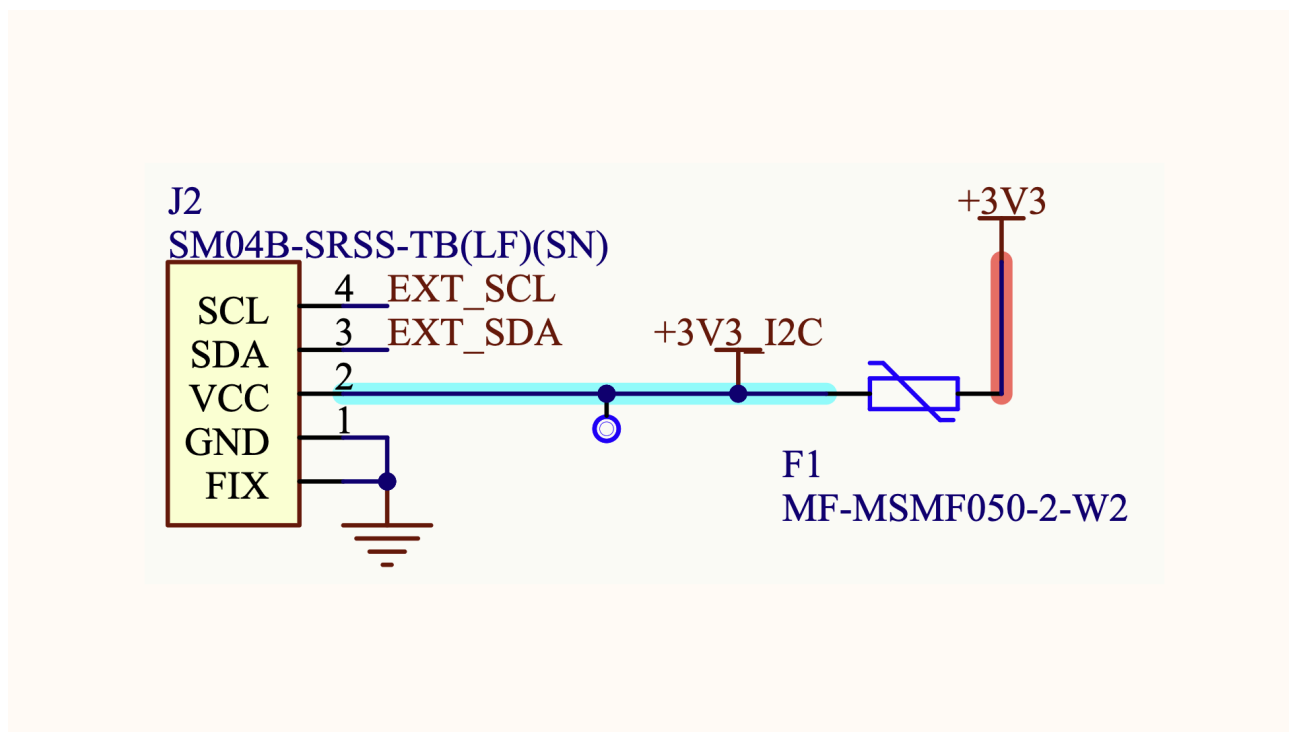 J2
SM04B-SRSS-TB(LF)(SN)
+3V3
SCL
4
EXT_SCL
SDA
3
EXT_SDA
+3V3_I2C
VCC
2
GND
1
FIX
F1
MF-MSMF050-2-W2